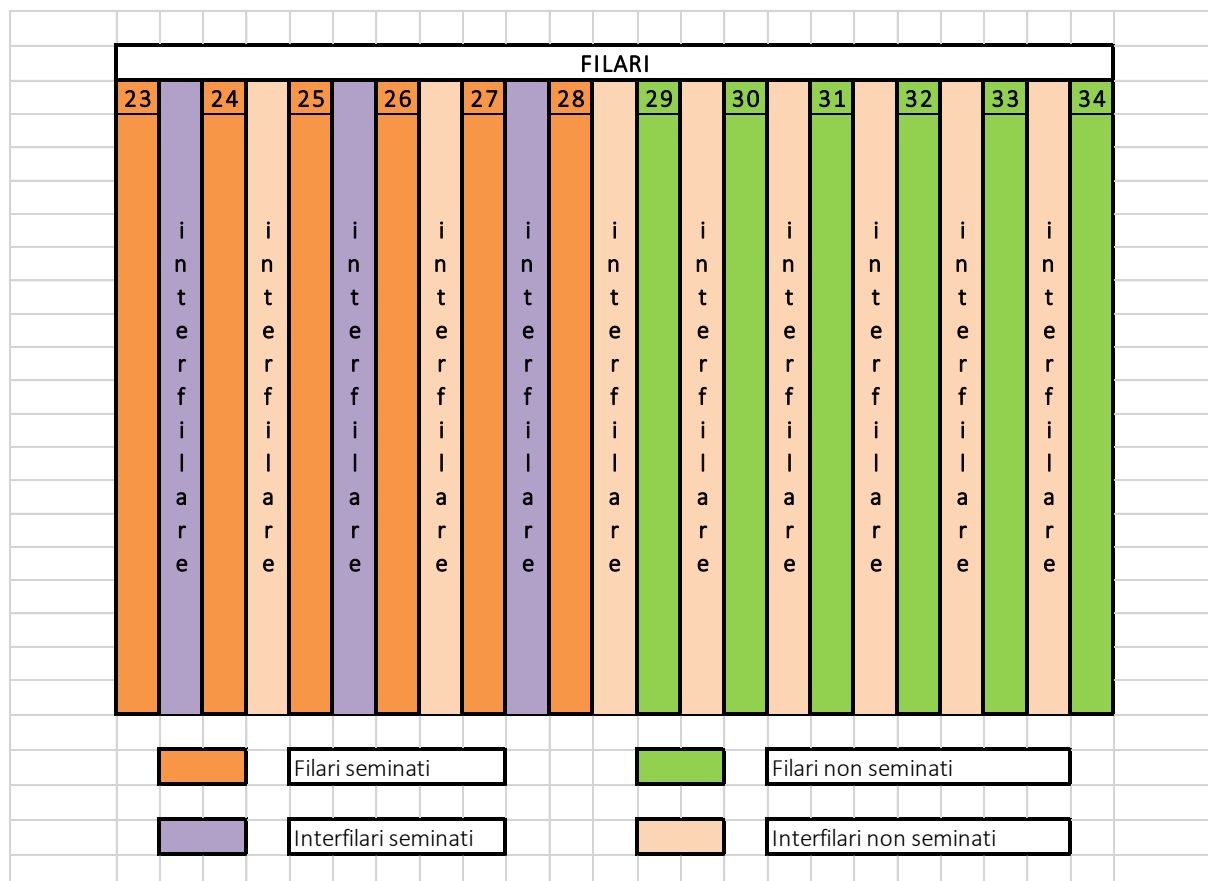 FILARI
23 24 25 26 27 28 29 30 31 32 33 34
interfilare interfilare interfilare interfilare interfilare interfilare interfilare interfilare interfilare interfilare interfilare
Filari seminati
Filari non seminati
Interfilari seminati
Interfilari non seminati